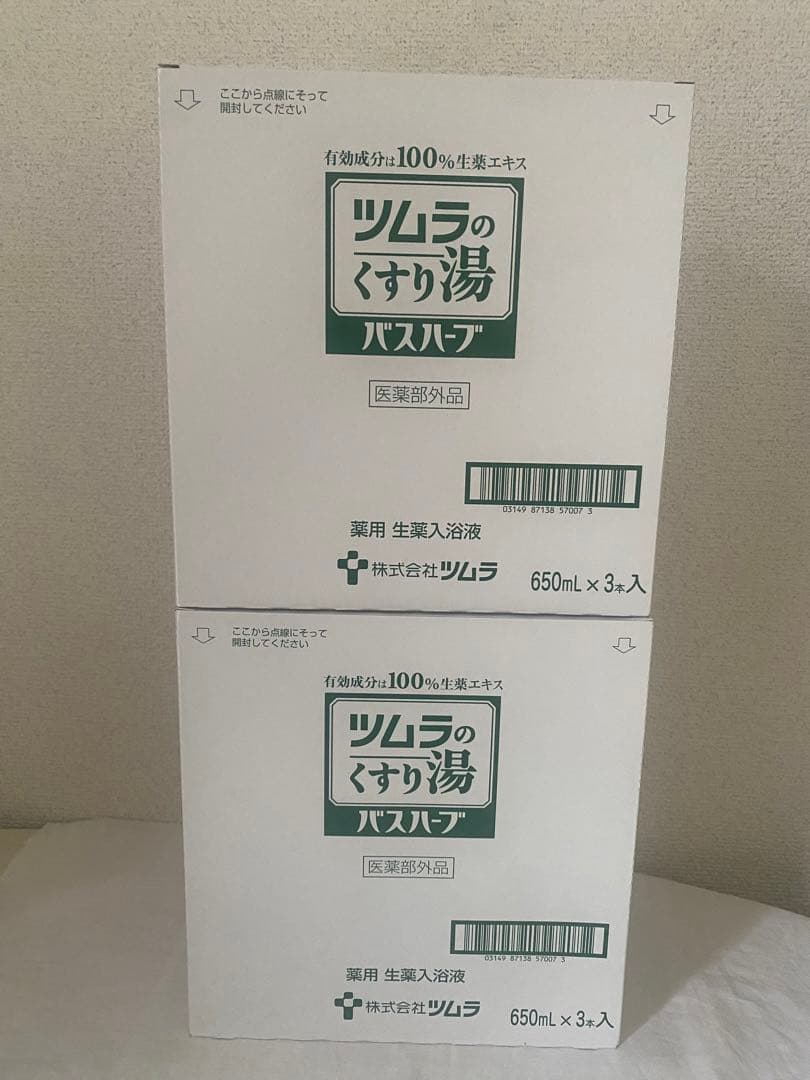 ここから点線にそって
開封してください
有効成分は100%生薬エキス
ツムラの
くすり湯
バスハーブ
医薬部外品
03149 87138 57007 3
薬用 生薬入浴液
株式会社ツムラ
650mL×3本入
ここから点線にそって
開封してください
有効成分は100%生薬エキス
ツムラの
くすり湯
バスハーブ
医薬部外品
03149 87138 57007 3
薬用 生薬入浴液
株式会社ツムラ
650mL×3本入